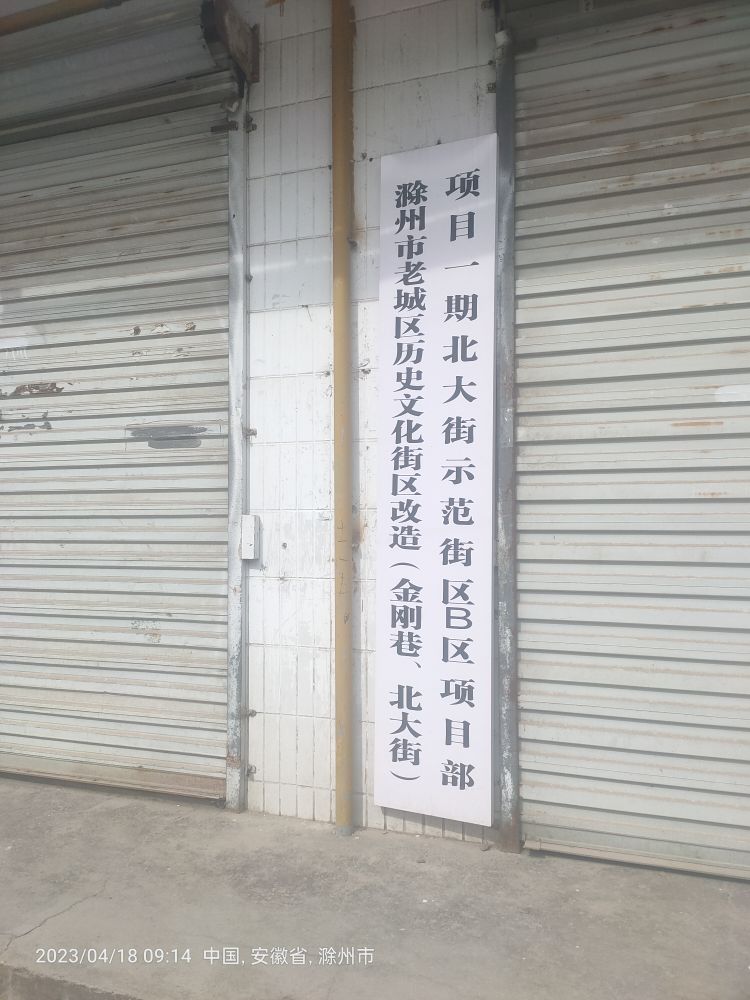 滁州市老城区历史文化街区改造（金刚巷、北大街）
项目一期北大街示范街区B区项目部
2023/04/18 09:14 中国, 安徽省, 滁州市